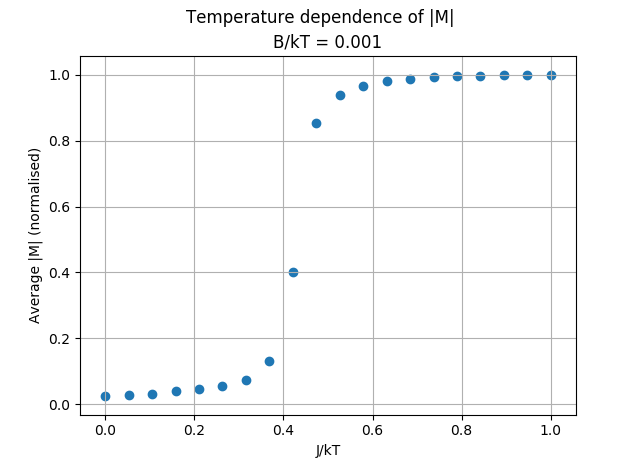 Temperature dependence of |M|
B/kT = 0.001
1.0
0.8
0.6
0.4
0.2
0.0
Average |M| (normalised)
0.0 0.2 0.4 0.6 0.8 1.0
J/kT